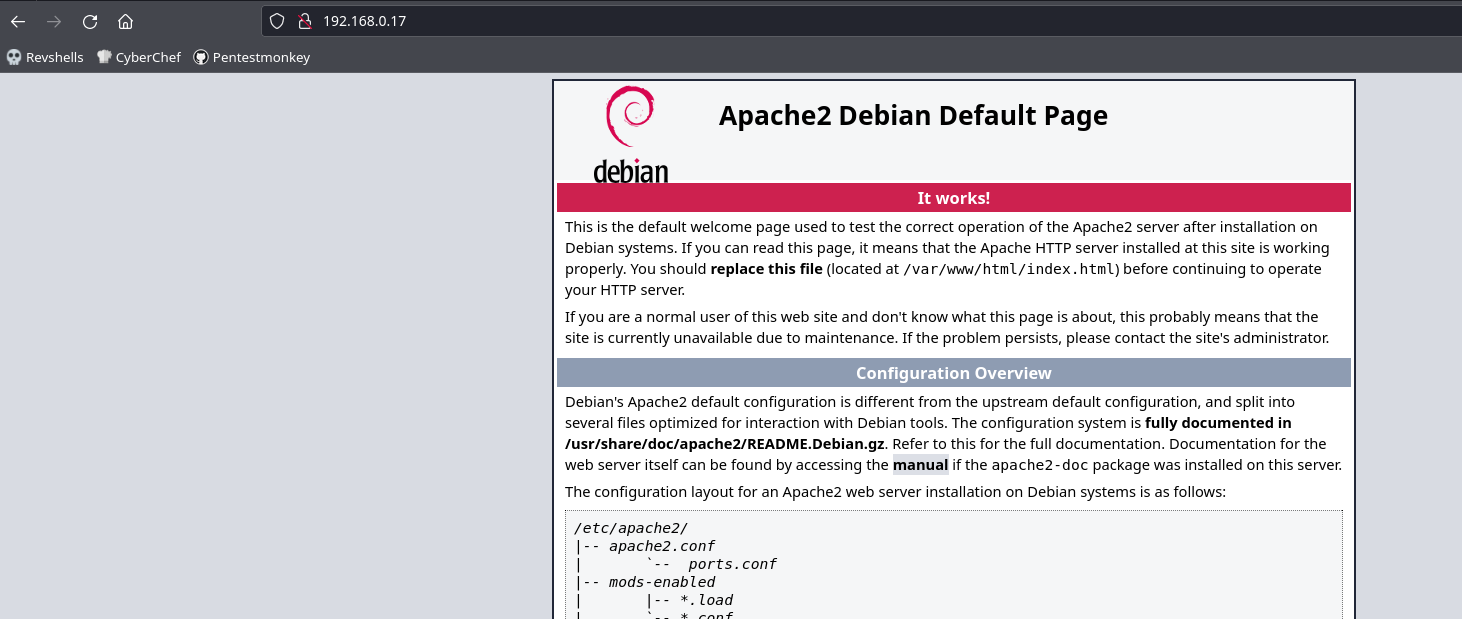 192.168.0.17
Revshells CyberChef Pentestmonkey
debian
Apache2 Debian Default Page
It works!
This is the default welcome page used to test the correct operation of the Apache2 server after installation on
Debian systems. If you can read this page, it means that the Apache HTTP server installed at this site is working
properly. You should replace this file (located at /var/www/html/index.html) before continuing to operate
your HTTP server.
If you are a normal user of this web site and don't know what this page is about, this probably means that the
site is currently unavailable due to maintenance. If the problem persists, please contact the site's administrator.
Configuration Overview
Debian's Apache2 default configuration is different from the upstream default configuration, and split into
several files optimized for interaction with Debian tools. The configuration system is fully documented in
/usr/share/doc/apache2/README.Debian.gz. Refer to this for the full documentation. Documentation for the
web server itself can be found by accessing the manual if the apache2-doc package was installed on this server.
The configuration layout for an Apache2 web server installation on Debian systems is as follows:
/etc/apache2/
|-- apache2.conf
|       `--  ports.conf
|-- mods-enabled
|       |-- *.load
|       `-- *.conf